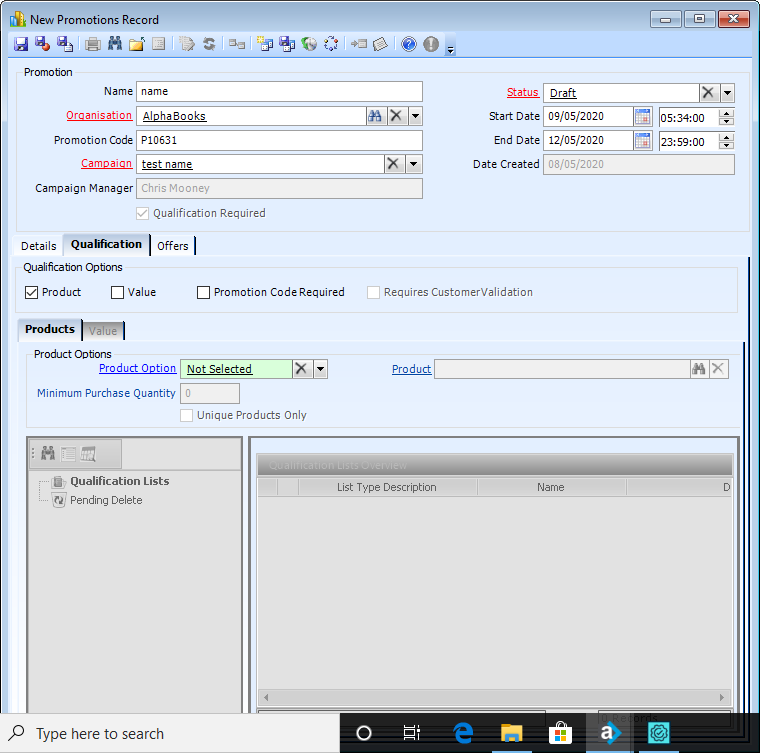 New Promotions Record
Promotion
Name name
Status Draft
Organisation AlphaBooks
Start Date 09/05/2020 05:34:00
Promotion Code P10631
End Date 12/05/2020 23:59:00
Campaign test name
Date Created 08/05/2020
Campaign Manager Chris Mooney
Qualification Required
Details Qualification Offers
Qualification Options
Product Value Promotion Code Required Requires Customer Validation
Products Value
Product Options
Product Option Not Selected Product
Minimum Purchase Quantity 0
Unique Products Only
Qualification Lists Overview
Qualification Lists
Pending Delete
List Type Description Name D
0 Records
Type here to search